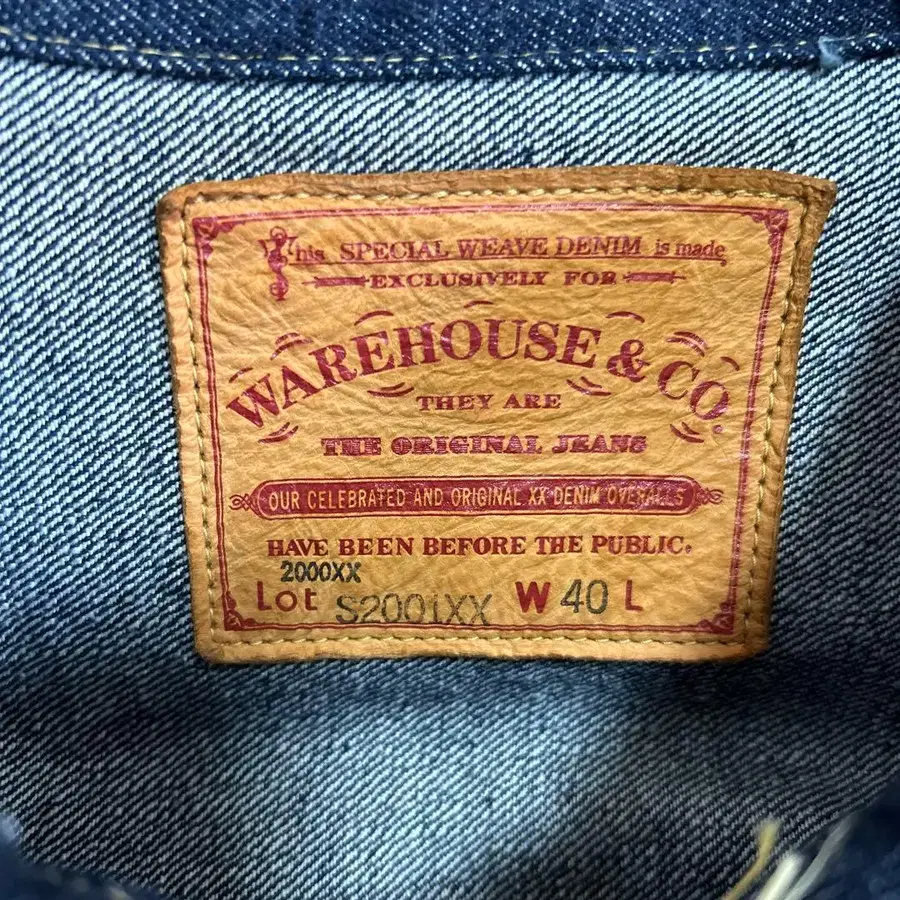 This SPECIAL WEAVE DENIM is made
EXCLUSIVELY FOR
WAREHOUSE & CO.
THEY ARE
THE ORIGINAL JEANS
OUR CELEBRATED AND ORIGINAL XX DENIM OVERALLS
HAVE BEEN BEFORE THE PUBLIC.
2000XX
Lot S2001XX W 40 L